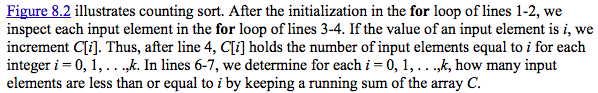 Figure 8.2 illustrates counting sort. After the initialization in the for loop of lines 1-2, we
inspect each input element in the for loop of lines 3-4. If the value of an input element is i, we
increment C[i]. Thus, after line 4, C[i] holds the number of input elements equal to i for each
integer i = 0, 1, . . .,k. In lines 6-7, we determine for each i = 0, 1, . . .,k, how many input
elements are less than or equal to i by keeping a running sum of the array C.